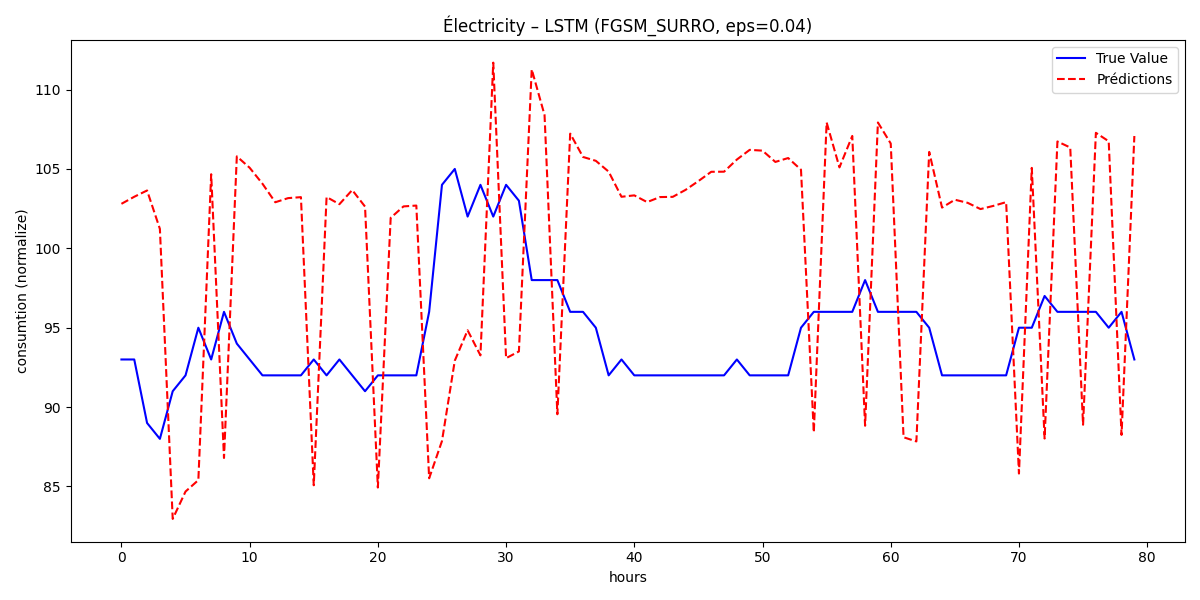 Électricity – LSTM (FGSM_SURRO, eps=0.04)
True Value
Prédictions
consumtion (normalize)
110
105
100
95
90
85
0 10 20 30 40 50 60 70 80
hours